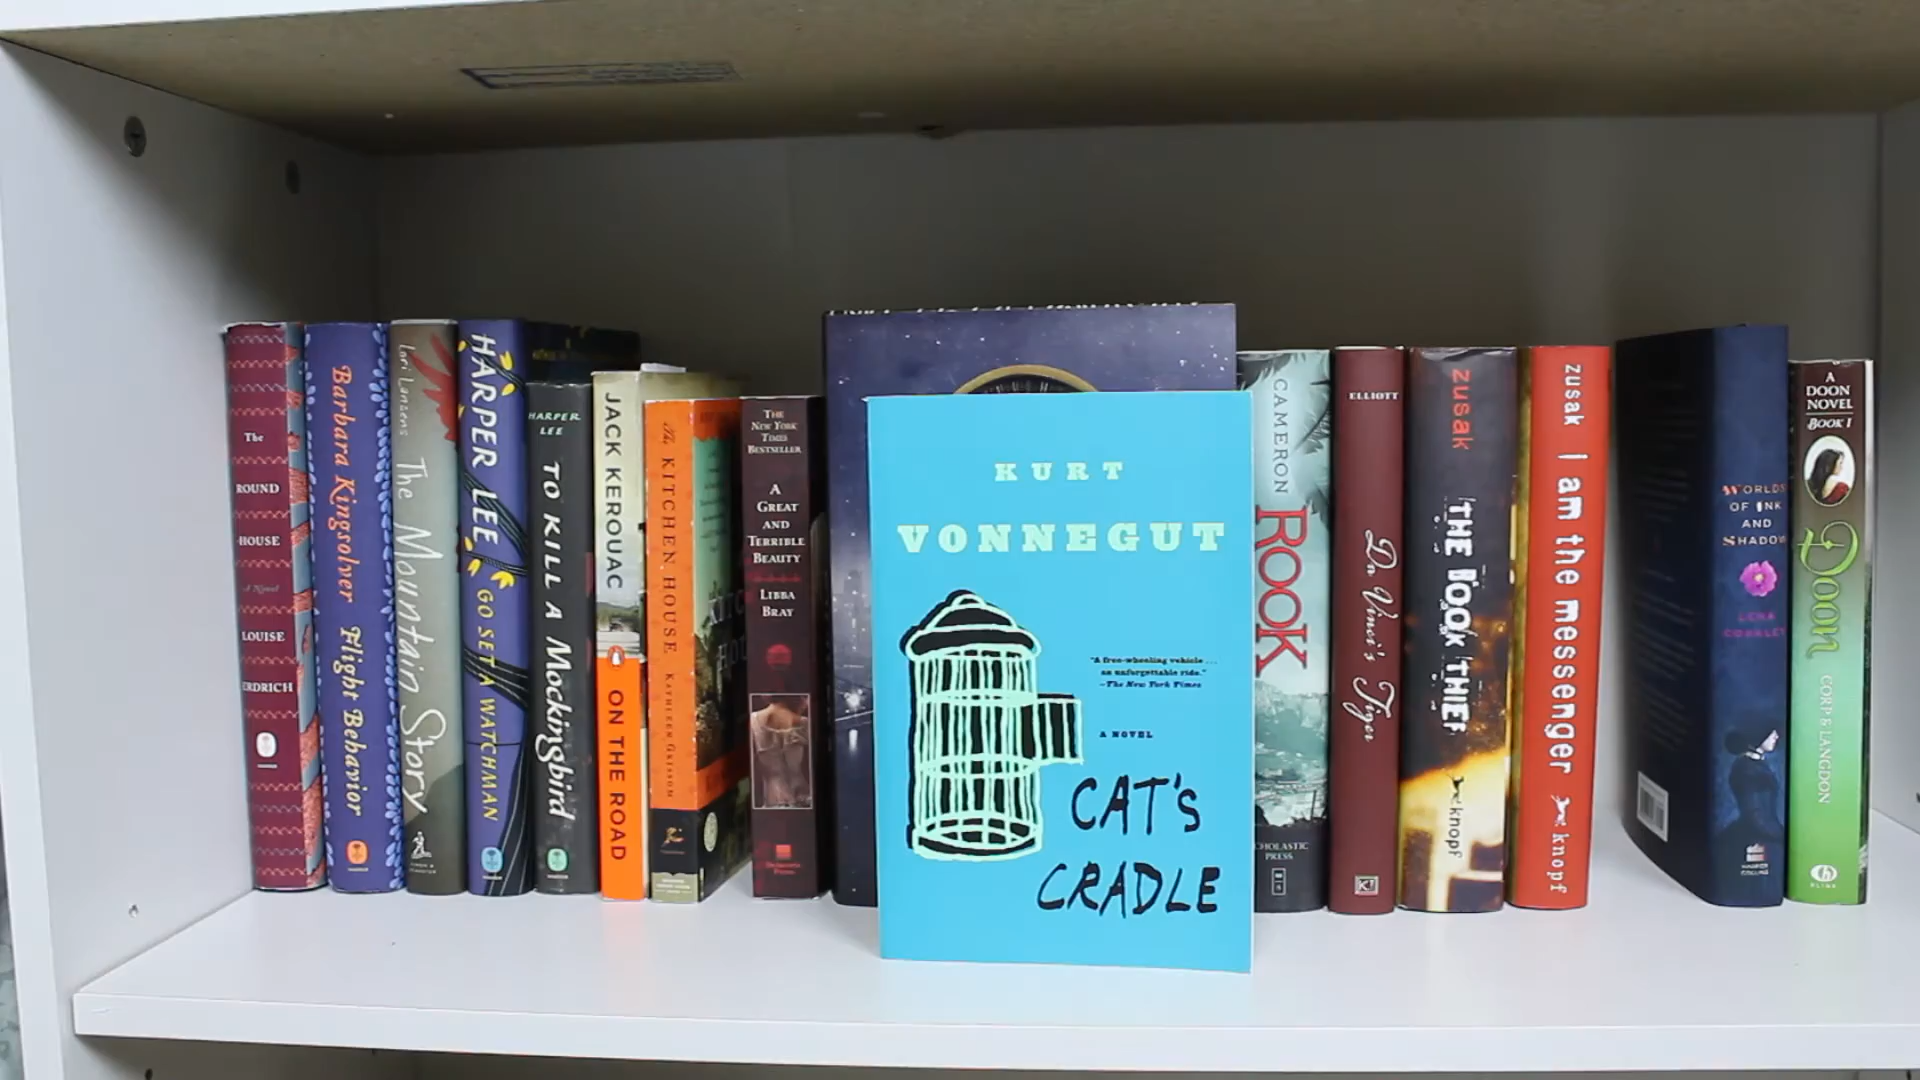 The
ROUND
HOUSE
A Novel
LOUISE
ERDRICH
Barbara Kingsolver Flight Behavior
Lori Lansens The Mountain Story
HARPER LEE GO SET A WATCHMAN
HARPER
LEE
TO KILL A Mockingbird
JACK KEROUAC ON THE ROAD
The KITCHEN HOUSE KATHLEEN GRISSOM
THE
NEW YORK
TIMES
BESTSELLER
A
GREAT
AND
TERRIBLE
BEAUTY
LIBBA
BRAY
KURT
VONNEGUT
"A free-wheeling vehicle...
an unforgettable ride."
—The New York Times
A NOVEL
CAT'S
CRADLE
CAMERON ROOK
SCHOLASTIC
PRESS
ELLIOTT
Da Vinci's Tiger
zusak THE BOOK THIEF knopf
zusak I am the messenger knopf
WORLDS
OF INK
AND
SHADOW
LENA
COAKLEY
A
DOON
NOVEL
BOOK I
Doon
CORP & LANGDON
BLINK